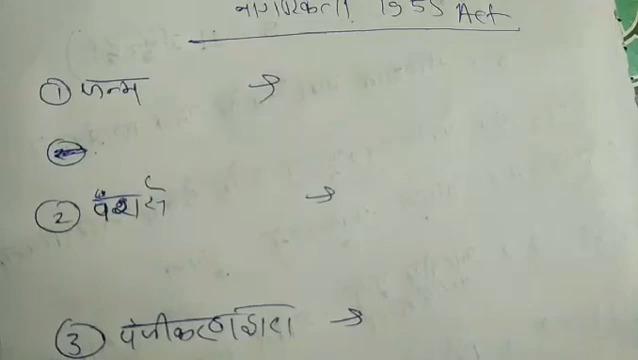 नागरिकता 1955 Act
① जन्म →
② वंश से →
③ पंजीकरण द्वारा →